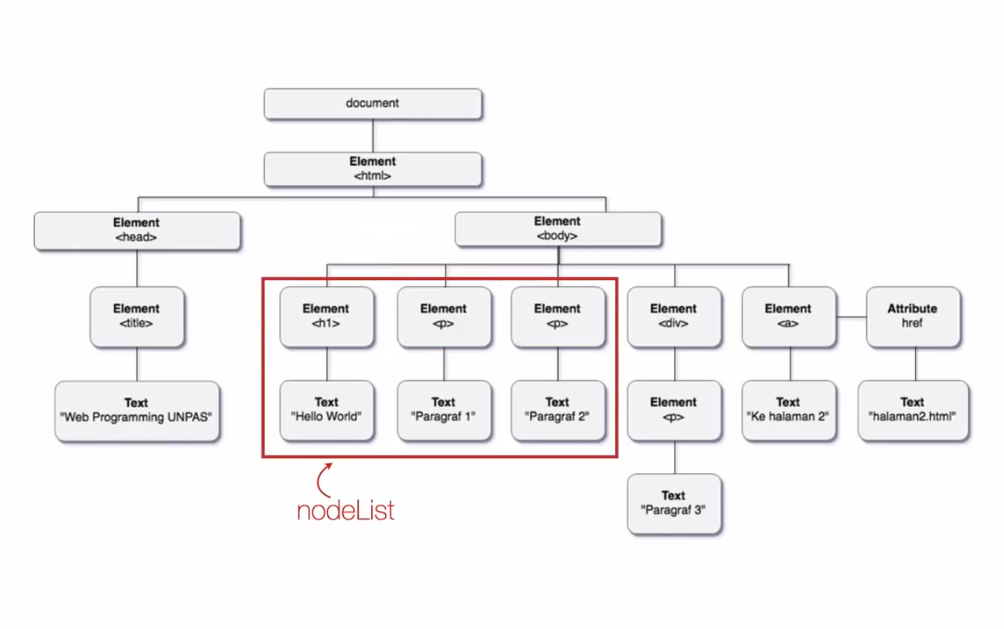 document
Element
<html>
Element
<head>
Element
<body>
Element
<title>
Element
<h1>
Element
<p>
Element
<p>
Element
<div>
Element
<a>
Attribute
href
Text
"Web Programming UNPAS"
Text
"Hello World"
Text
"Paragraf 1"
Text
"Paragraf 2"
Element
<p>
Text
"Ke halaman 2"
Text
"halaman2.html"
Text
"Paragraf 3"
nodeList